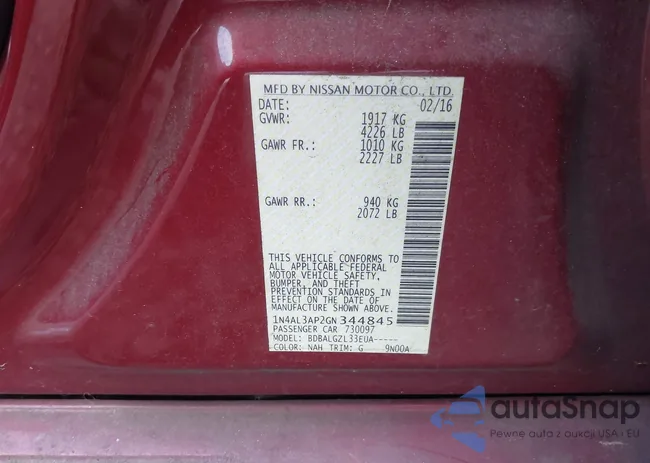 MFD BY NISSAN MOTOR CO., LTD.
DATE: 02/16
GVWR: 1917 KG
4226 LB
GAWR FR.: 1010 KG
2227 LB
GAWR RR.: 940 KG
2072 LB
THIS VEHICLE CONFORMS TO
ALL APPLICABLE FEDERAL
MOTOR VEHICLE SAFETY,
BUMPER, AND THEFT
PREVENTION STANDARDS IN
EFFECT ON THE DATE OF
MANUFACTURE SHOWN ABOVE.
1N4AL3AP2GN344845
PASSENGER CAR 730097
MODEL: BDBALGZL33EUA-----
COLOR: NAH TRIM: G 9N00A
autaSnap
Pewne auta z aukcji USA i EU